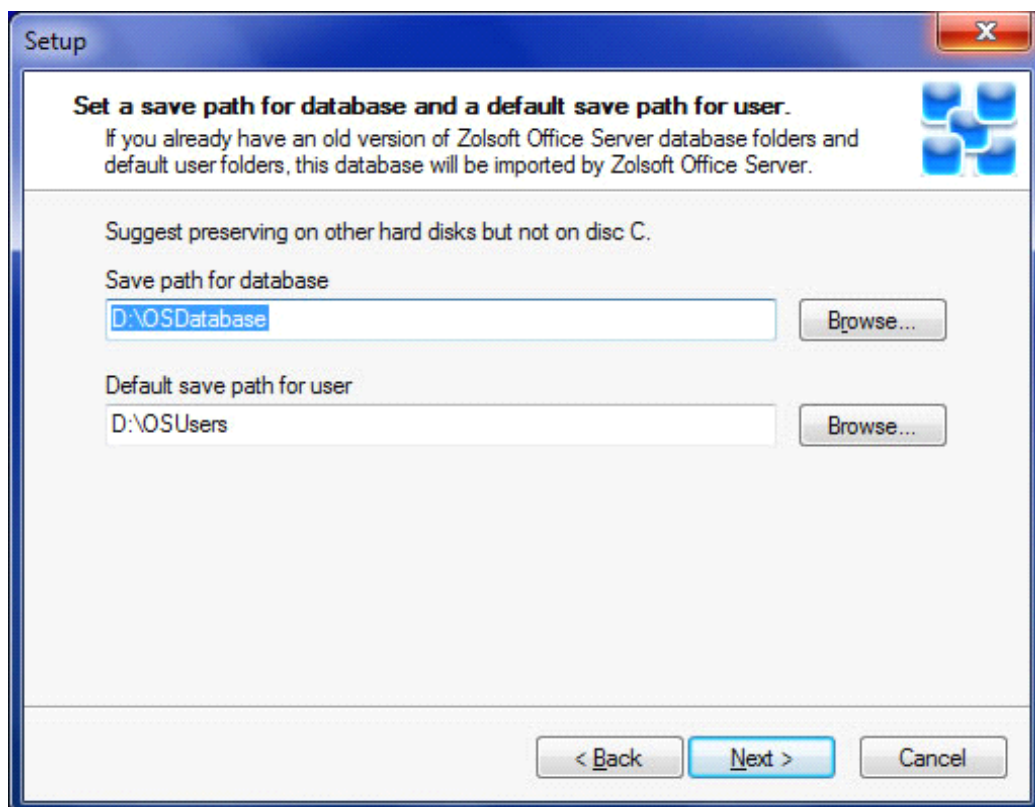 Setup
Set a save path for database and a default save path for user.
If you already have an old version of Zolsoft Office Server database folders and
default user folders, this database will be imported by Zolsoft Office Server.
Suggest preserving on other hard disks but not on disc C.
Save path for database
D:\OSDatabase
Browse...
Default save path for user
D:\OSUsers
Browse...
< Back Next > Cancel